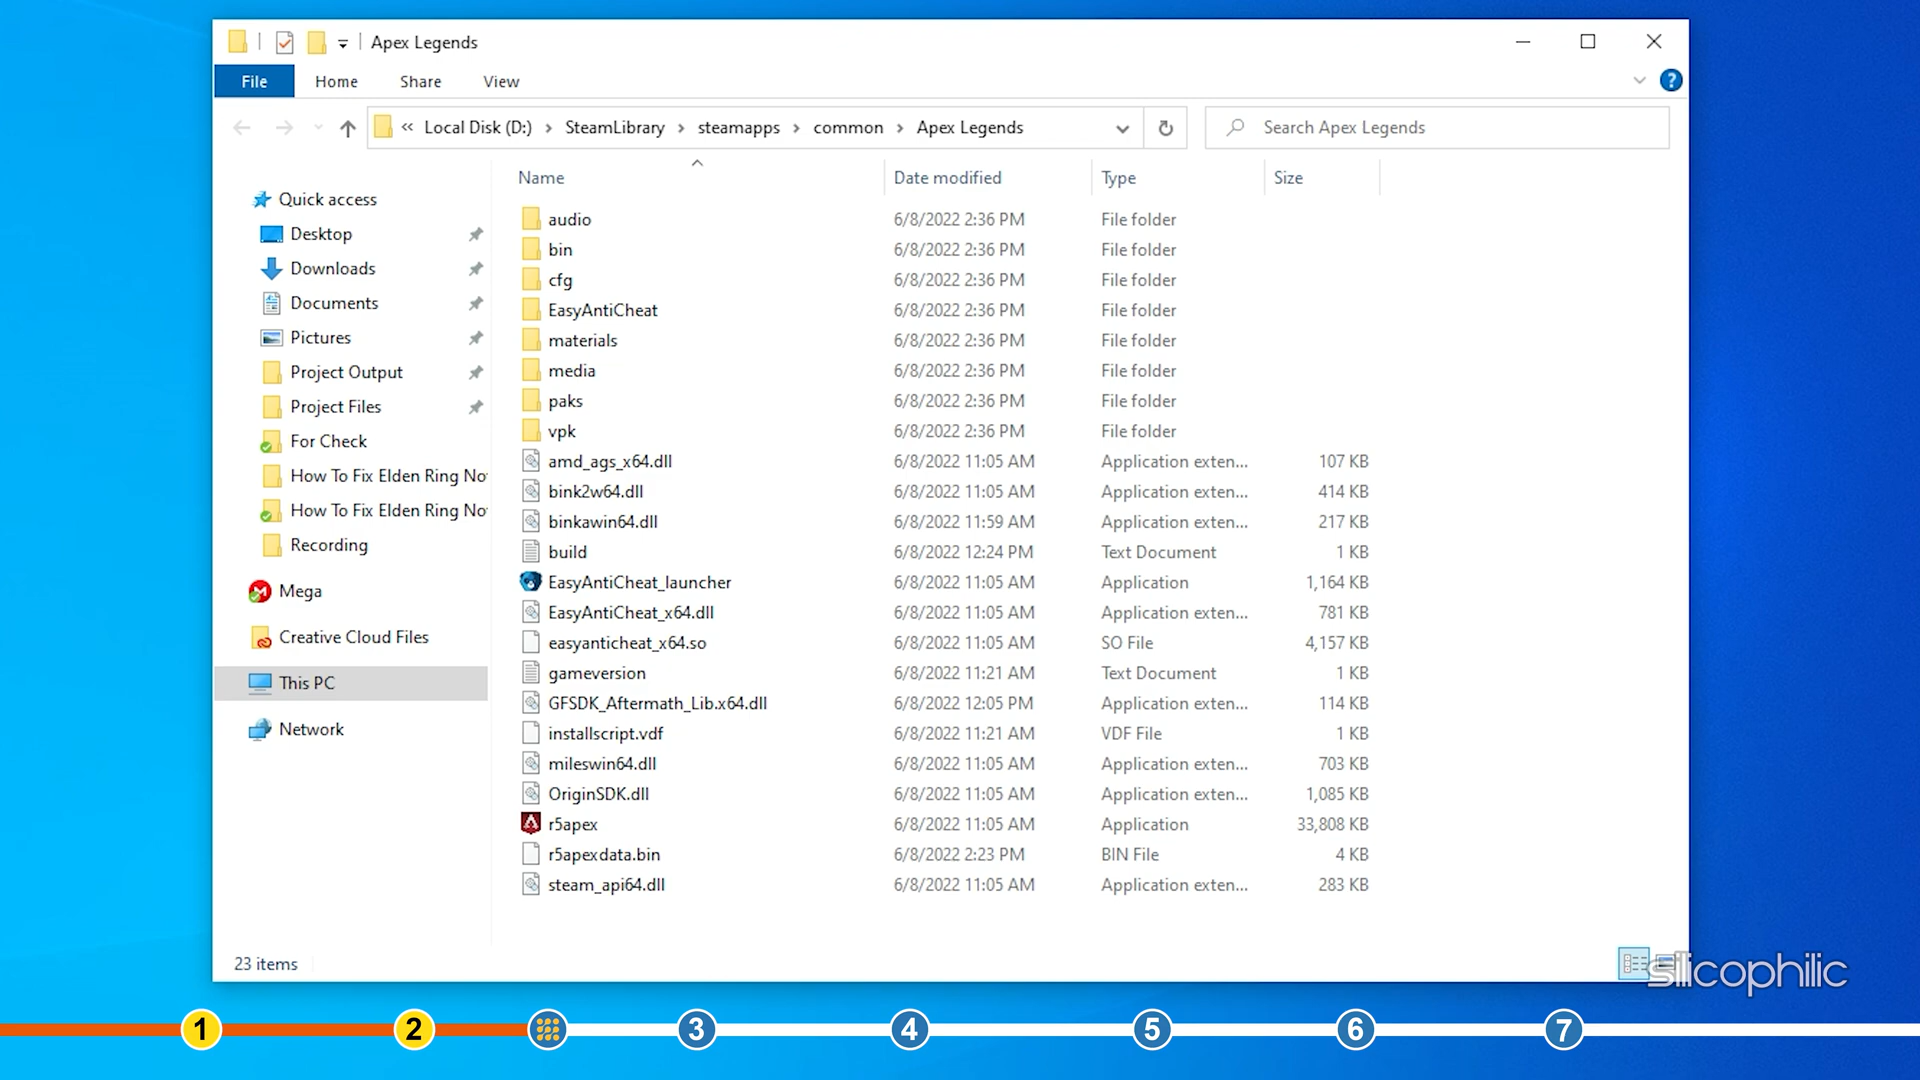 Apex Legends
File Home Share View
« Local Disk (D:) › SteamLibrary › steamapps › common › Apex Legends
Search Apex Legends
Name Date modified Type Size
Quick access
Desktop
Downloads
Documents
Pictures
Project Output
Project Files
For Check
How To Fix Elden Ring No
How To Fix Elden Ring No
Recording
Mega
Creative Cloud Files
This PC
Network
audio 6/8/2022 2:36 PM File folder
bin 6/8/2022 2:36 PM File folder
cfg 6/8/2022 2:36 PM File folder
EasyAntiCheat 6/8/2022 2:36 PM File folder
materials 6/8/2022 2:36 PM File folder
media 6/8/2022 2:36 PM File folder
paks 6/8/2022 2:36 PM File folder
vpk 6/8/2022 2:36 PM File folder
amd_ags_x64.dll 6/8/2022 11:05 AM Application exten... 107 KB
bink2w64.dll 6/8/2022 11:05 AM Application exten... 414 KB
binkawin64.dll 6/8/2022 11:59 AM Application exten... 217 KB
build 6/8/2022 12:24 PM Text Document 1 KB
EasyAntiCheat_launcher 6/8/2022 11:05 AM Application 1,164 KB
EasyAntiCheat_x64.dll 6/8/2022 11:05 AM Application exten... 781 KB
easyanticheat_x64.so 6/8/2022 11:05 AM SO File 4,157 KB
gameversion 6/8/2022 11:21 AM Text Document 1 KB
GFSDK_Aftermath_Lib.x64.dll 6/8/2022 12:05 PM Application exten... 114 KB
installscript.vdf 6/8/2022 11:21 AM VDF File 1 KB
mileswin64.dll 6/8/2022 11:05 AM Application exten... 703 KB
OriginSDK.dll 6/8/2022 11:05 AM Application exten... 1,085 KB
r5apex 6/8/2022 11:05 AM Application 33,808 KB
r5apexdata.bin 6/8/2022 2:23 PM BIN File 4 KB
steam_api64.dll 6/8/2022 11:05 AM Application exten... 283 KB
23 items
silicophilic
1 2 3 4 5 6 7